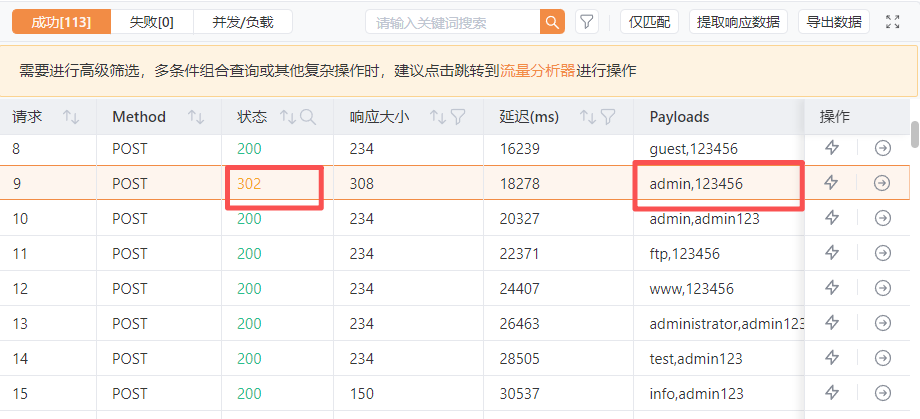 成功[113] 失败[0] 并发/负载 请输入关键词搜索 仅匹配 提取响应数据 导出数据
需要进行高级筛选，多条件组合查询或其他复杂操作时，建议点击跳转到流量分析器进行操作
请求 Method 状态 响应大小 延迟(ms) Payloads 操作
8 POST 200 234 16239 guest,123456
9 POST 302 308 18278 admin,123456
10 POST 200 234 20327 admin,admin123
11 POST 200 234 22371 ftp,123456
12 POST 200 234 24407 www,123456
13 POST 200 234 26463 administrator,admin123
14 POST 200 234 28505 test,admin123
15 POST 200 150 30537 info,admin123